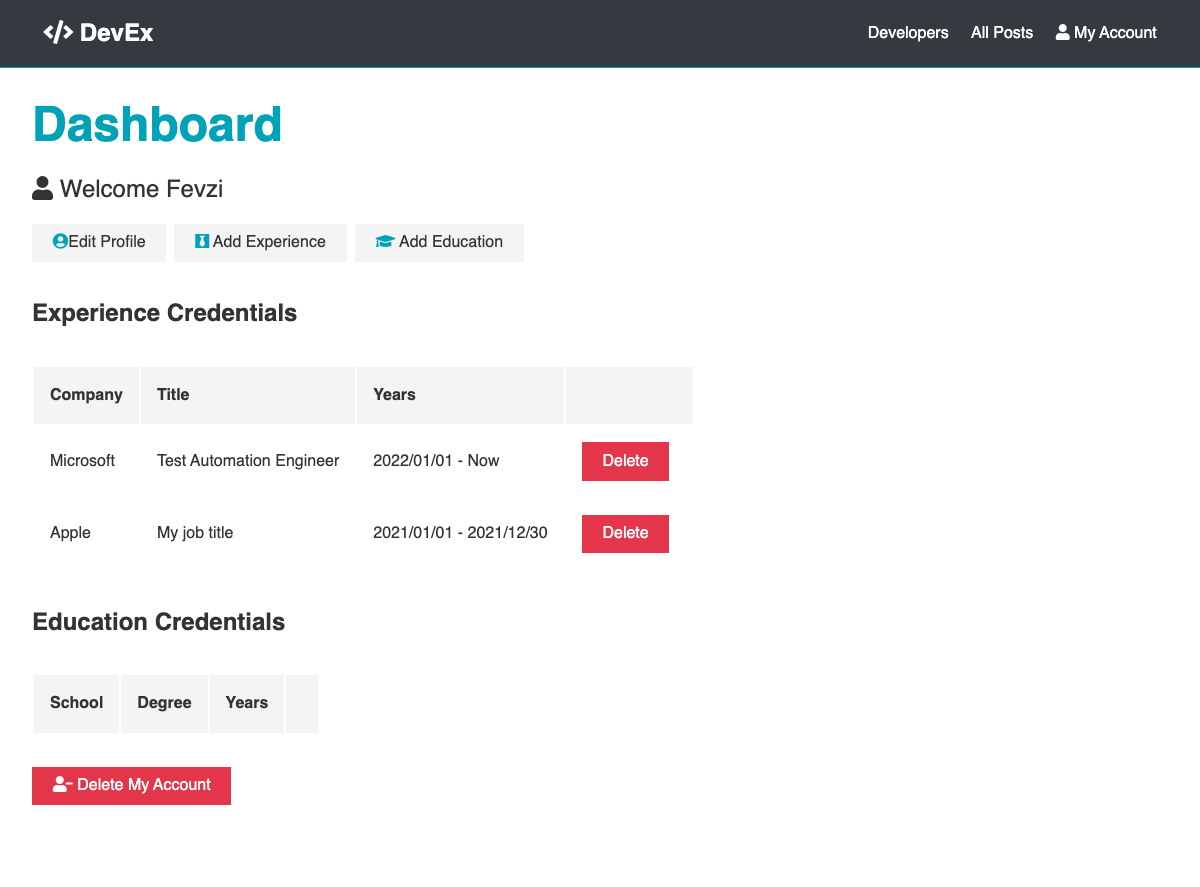 DevEx
Developers All Posts My Account
Dashboard
Welcome Fevzi
Edit Profile Add Experience Add Education
Experience Credentials
Company Title Years
Microsoft Test Automation Engineer 2022/01/01 - Now Delete
Apple My job title 2021/01/01 - 2021/12/30 Delete
Education Credentials
School Degree Years
Delete My Account